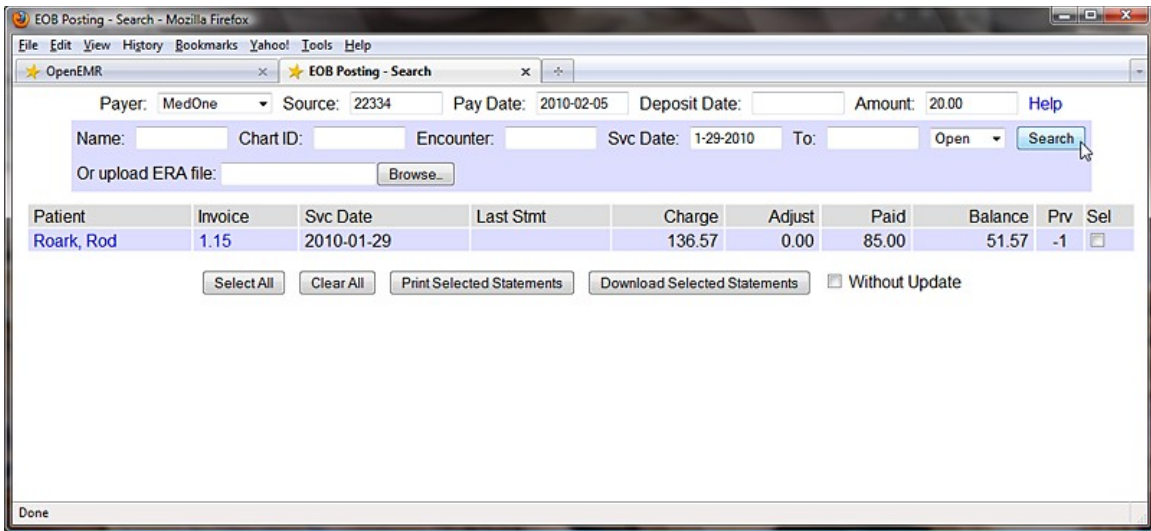 EOB Posting - Search - Mozilla Firefox
File Edit View History Bookmarks Yahoo! Tools Help
OpenEMR EOB Posting - Search
Payer: MedOne Source: 22334 Pay Date: 2010-02-05 Deposit Date: Amount: 20.00 Help
Name: Chart ID: Encounter: Svc Date: 1-29-2010 To: Open Search
Or upload ERA file: Browse...
Patient Invoice Svc Date Last Stmt Charge Adjust Paid Balance Prv Sel
Roark, Rod 1.15 2010-01-29 136.57 0.00 85.00 51.57 -1
Select All Clear All Print Selected Statements Download Selected Statements Without Update
Done